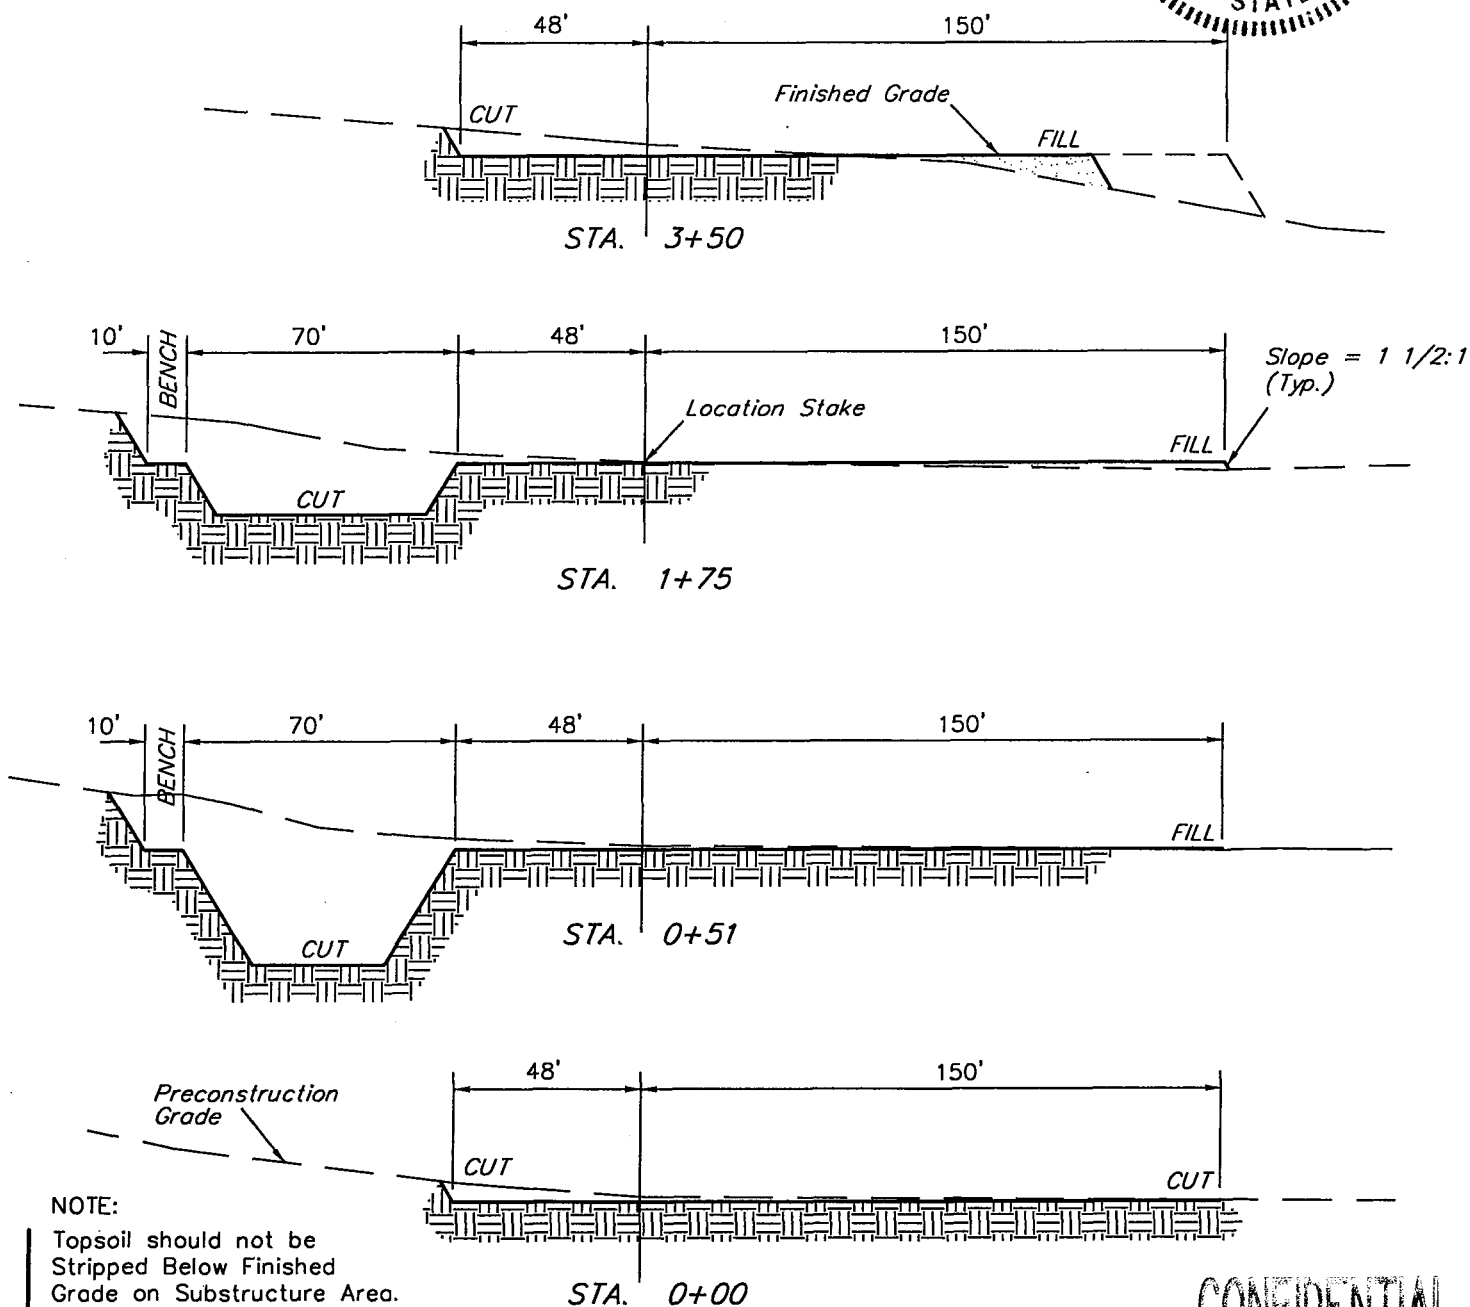 STATE
48'
150'
CUT
Finished Grade
FILL
STA. 3+50
10'
BENCH
70'
48'
150'
Slope = 1 1/2:1
(Typ.)
Location Stake
FILL
CUT
STA. 1+75
10'
BENCH
70'
48'
150'
FILL
CUT
STA. 0+51
48'
150'
Preconstruction
Grade
CUT
CUT
NOTE:
Topsoil should not be
Stripped Below Finished
Grade on Substructure Area.
STA. 0+00
CONFIDENTIAL